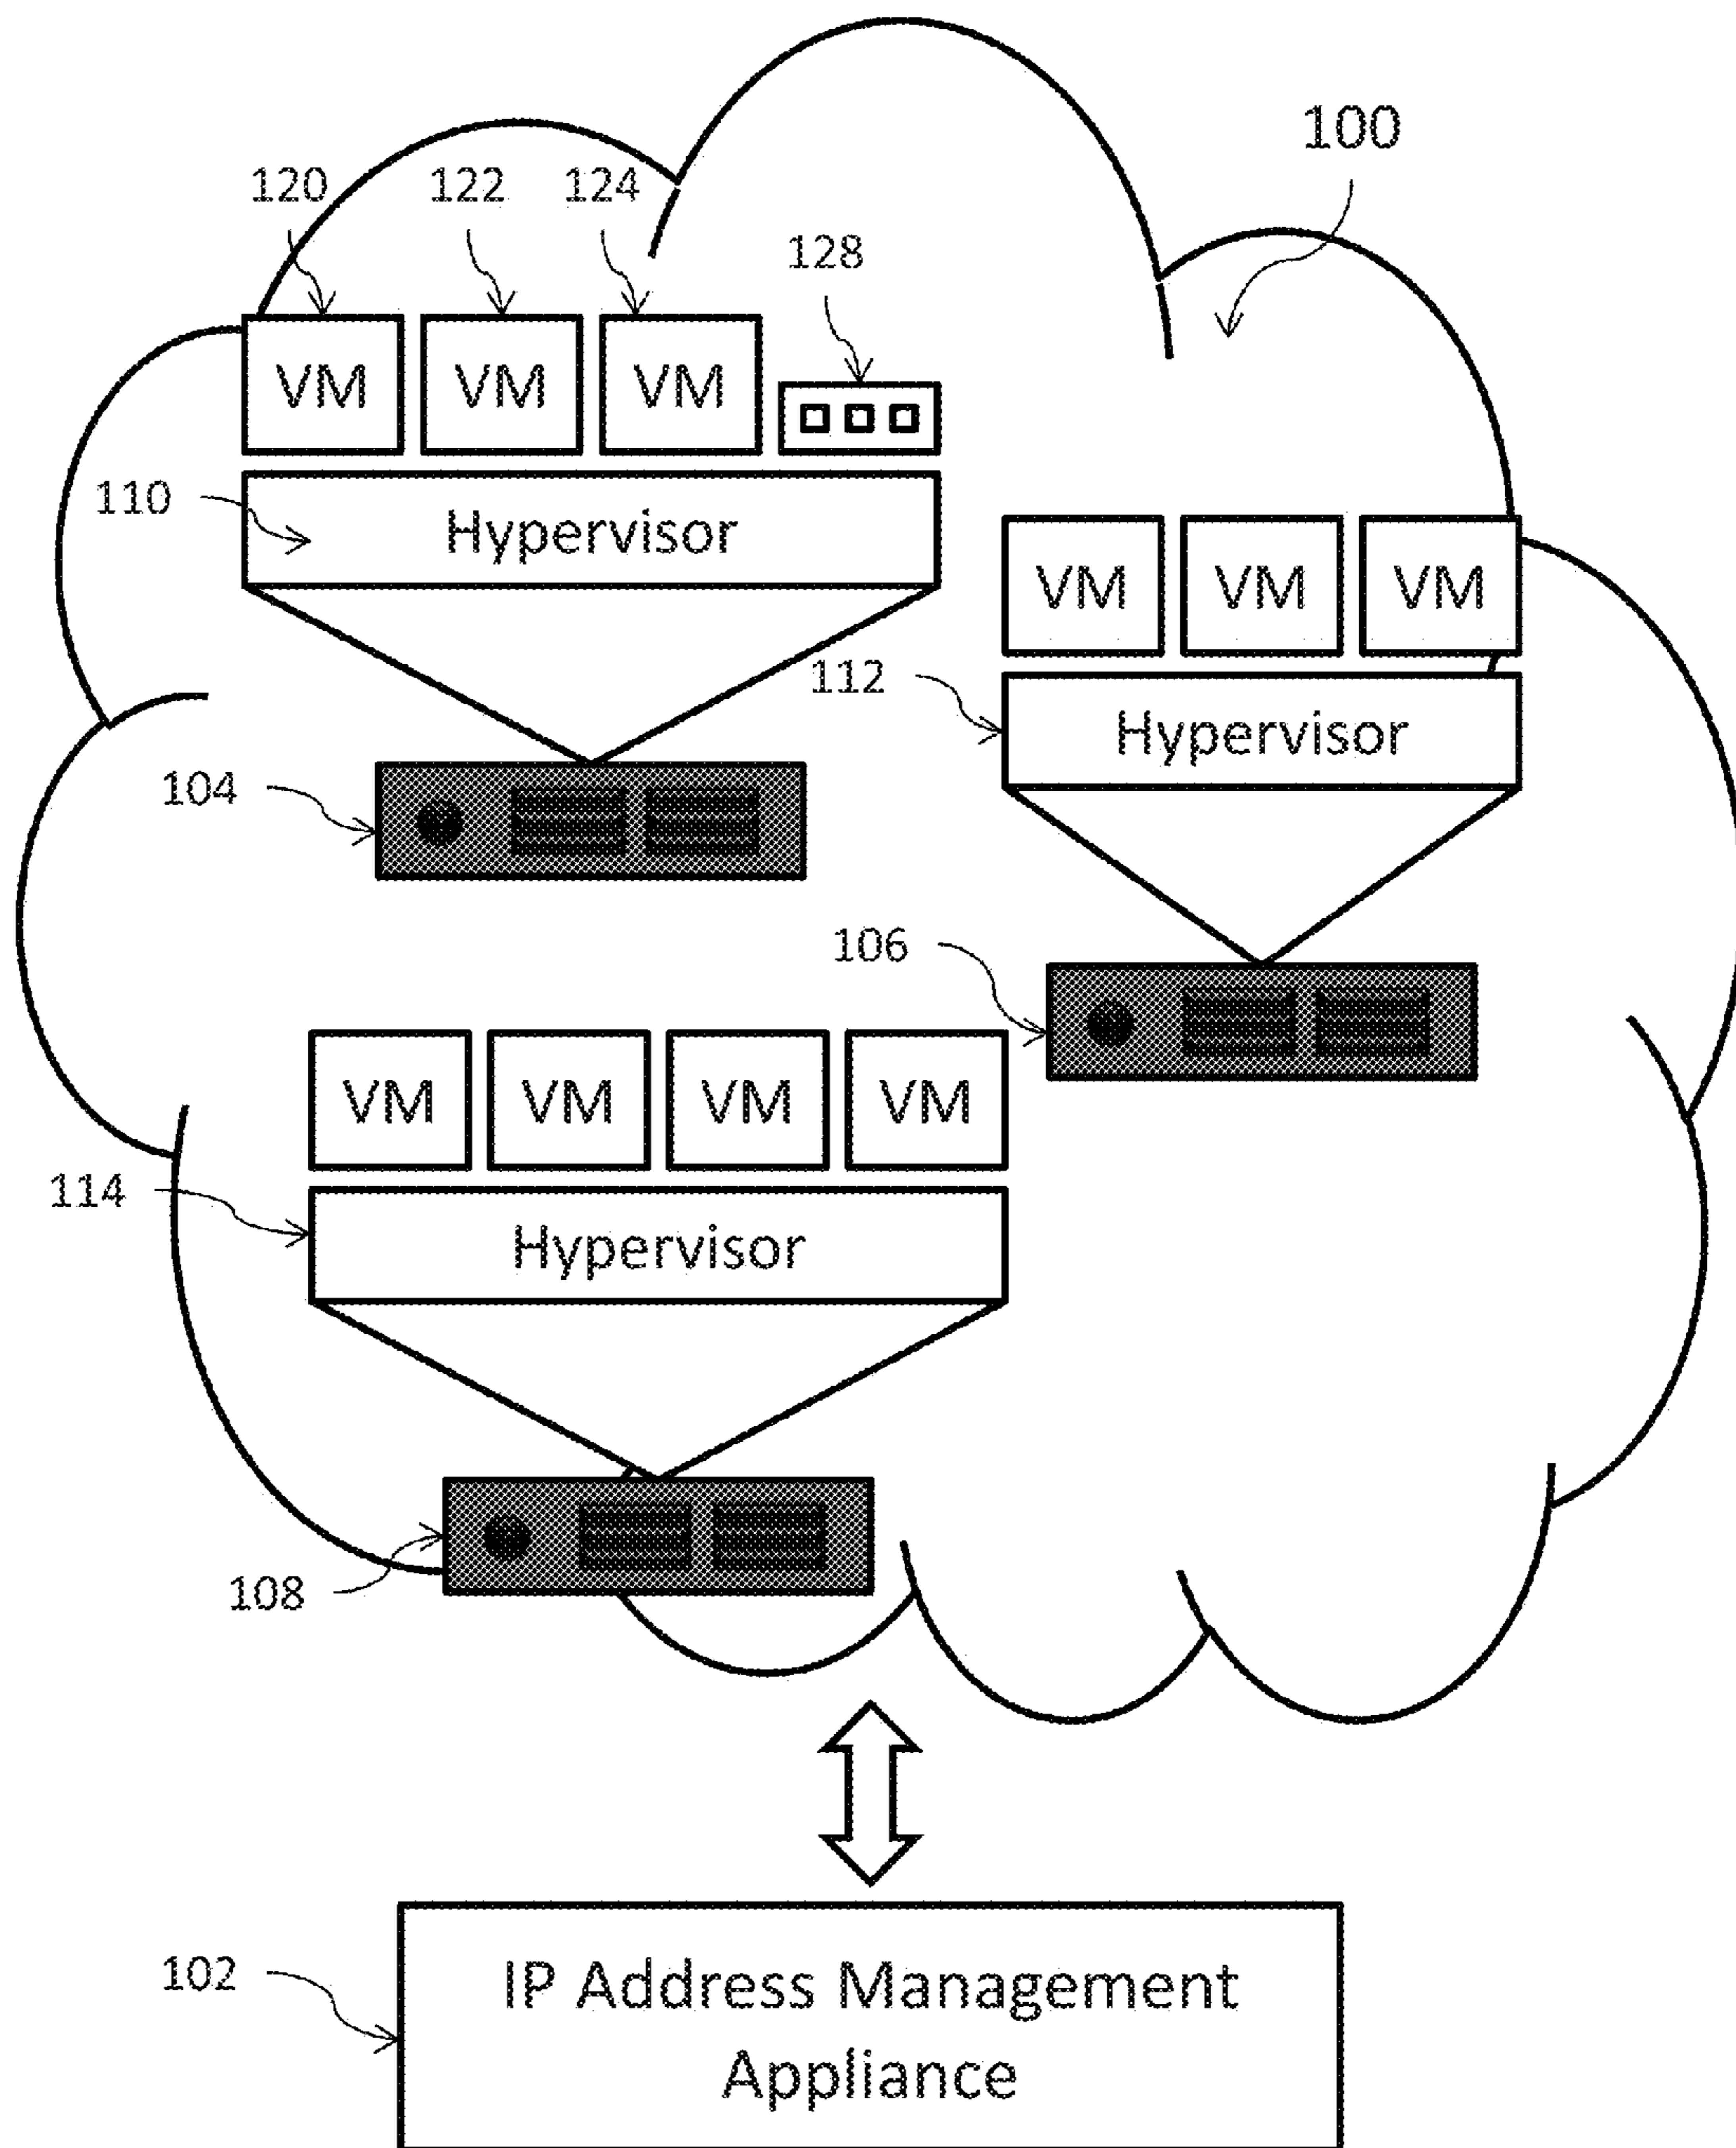 100
120 122 124
128
VM VM VM
110
Hypervisor
VM VM VM
112
Hypervisor
104
106
VM VM VM VM
114
Hypervisor
108
102
IP Address Management
Appliance